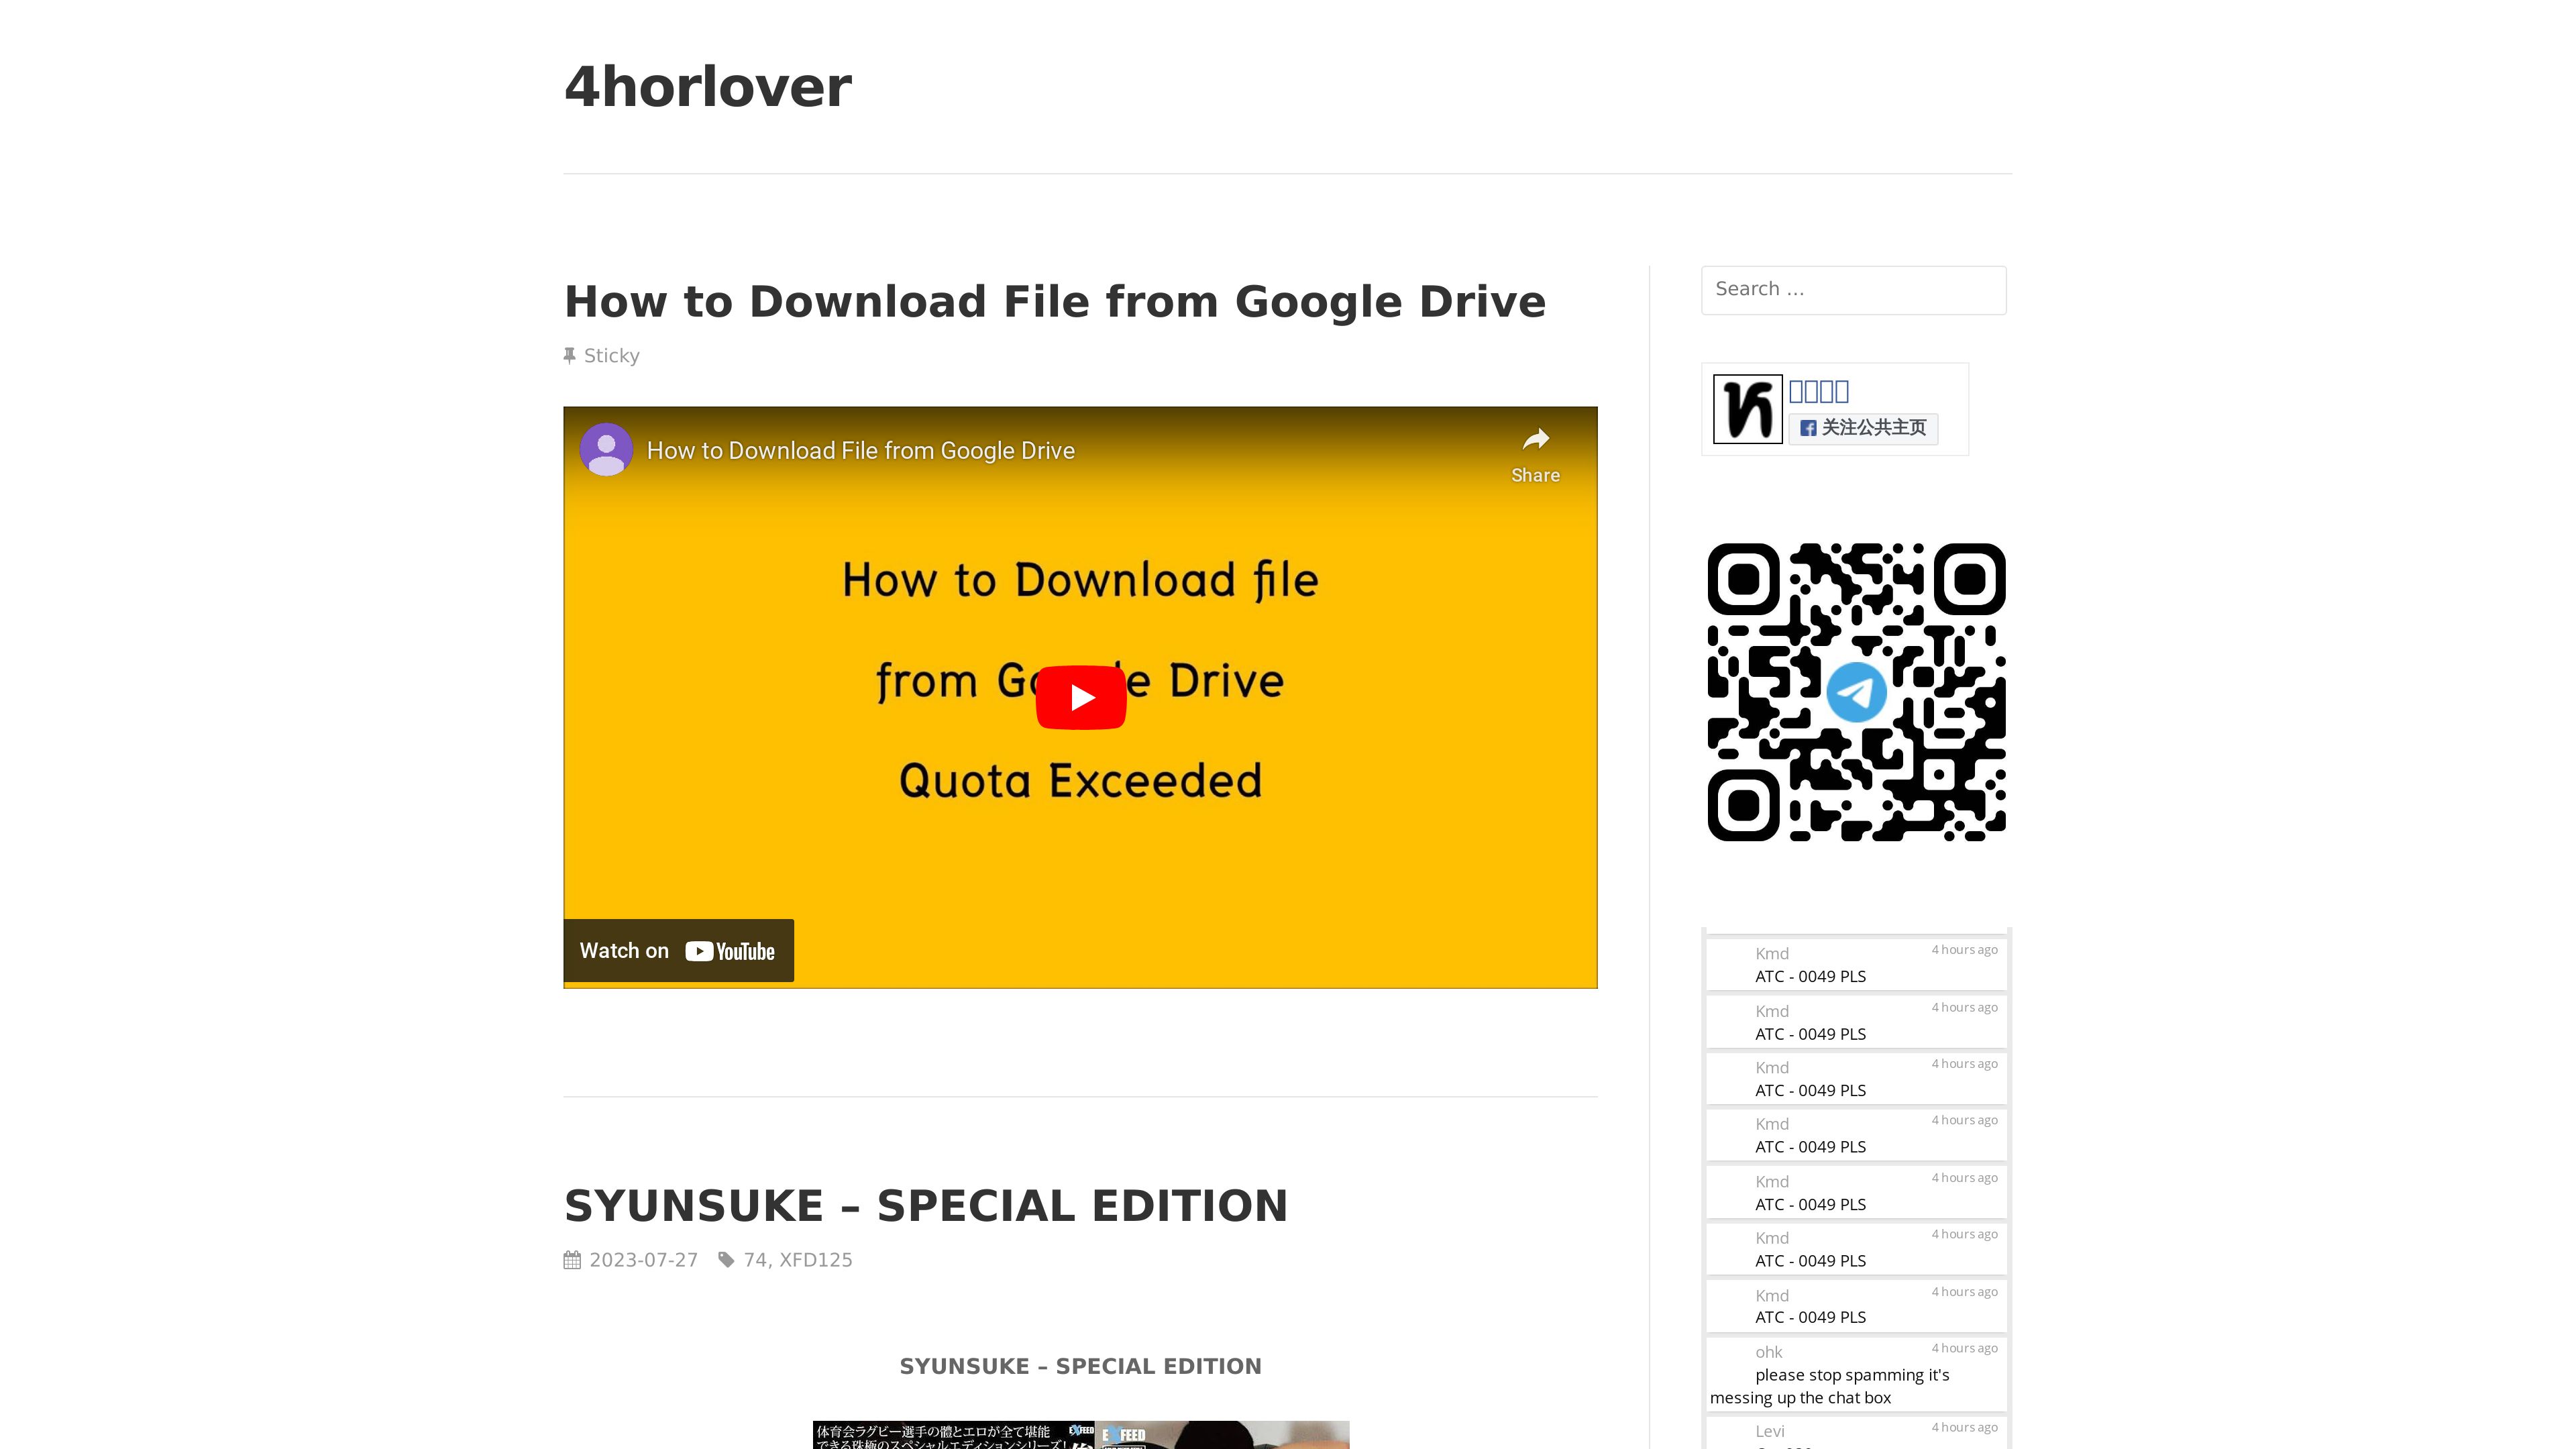 4horlover
How to Download File from Google Drive
Sticky
How to Download File from Google Drive
Share
How to Download file
from Go e Drive
Quota Exceeded
Watch on YouTube
SYUNSUKE – SPECIAL EDITION
2023-07-27 74, XFD125
SYUNSUKE – SPECIAL EDITION
体育会ラグビー選手の體とエロが全て堪能
できる珠極のスペシャルエディションシリーズ!
Search ...
ห
关注公共主页
Kmd 4 hours ago
ATC - 0049 PLS
Kmd 4 hours ago
ATC - 0049 PLS
Kmd 4 hours ago
ATC - 0049 PLS
Kmd 4 hours ago
ATC - 0049 PLS
Kmd 4 hours ago
ATC - 0049 PLS
Kmd 4 hours ago
ATC - 0049 PLS
Kmd 4 hours ago
ATC - 0049 PLS
ohk 4 hours ago
please stop spamming it's
messing up the chat box
Levi 4 hours ago